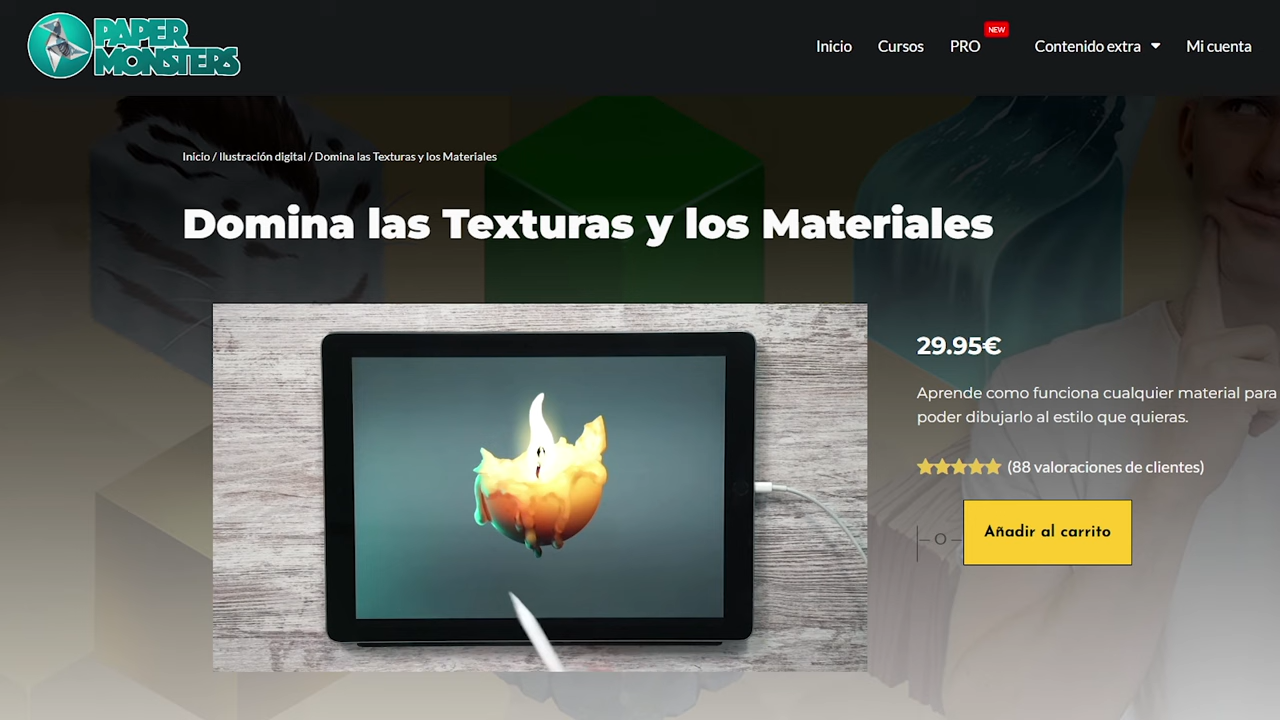 PAPER
MONSTERS
Inicio
Cursos
PRO
NEW
Contenido extra
Mi cuenta
Inicio / Ilustración digital / Domina las Texturas y los Materiales
Domina las Texturas y los Materiales
29.95€
Aprende como funciona cualquier material para
poder dibujarlo al estilo que quieras.
(88 valoraciones de clientes)
— O —
Añadir al carrito